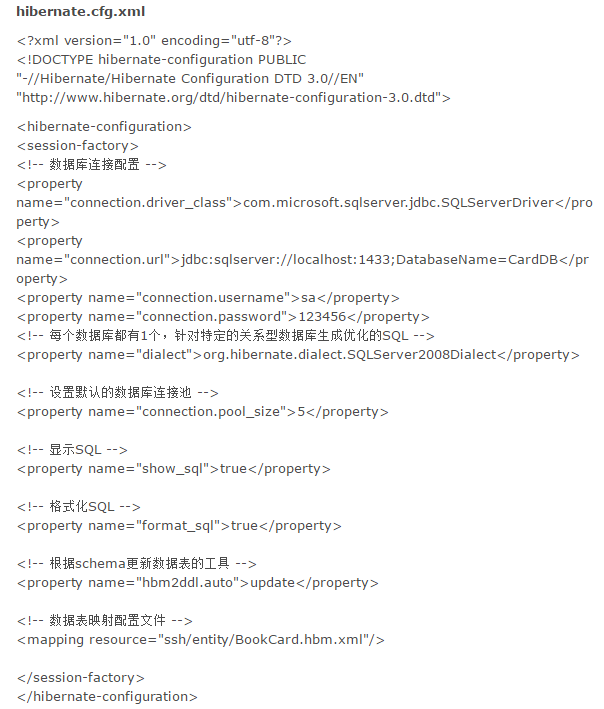 hibernate.cfg.xml
<?xml version="1.0" encoding="utf-8"?>
<!DOCTYPE hibernate-configuration PUBLIC
"-//Hibernate/Hibernate Configuration DTD 3.0//EN"
"http://www.hibernate.org/dtd/hibernate-configuration-3.0.dtd">
<hibernate-configuration>
<session-factory>
<!-- 数据库连接配置 -->
<property
name="connection.driver_class">com.microsoft.sqlserver.jdbc.SQLServerDriver</pro
perty>
<property
name="connection.url">jdbc:sqlserver://localhost:1433;DatabaseName=CardDB</pr
operty>
<property name="connection.username">sa</property>
<property name="connection.password">123456</property>
<!-- 每个数据库都有1个，针对特定的关系型数据库生成优化的SQL -->
<property name="dialect">org.hibernate.dialect.SQLServer2008Dialect</property>
<!-- 设置默认的数据库连接池 -->
<property name="connection.pool_size">5</property>
<!-- 显示SQL -->
<property name="show_sql">true</property>
<!-- 格式化SQL -->
<property name="format_sql">true</property>
<!-- 根据schema更新数据表的工具 -->
<property name="hbm2ddl.auto">update</property>
<!-- 数据表映射配置文件 -->
<mapping resource="ssh/entity/BookCard.hbm.xml"/>
</session-factory>
</hibernate-configuration>